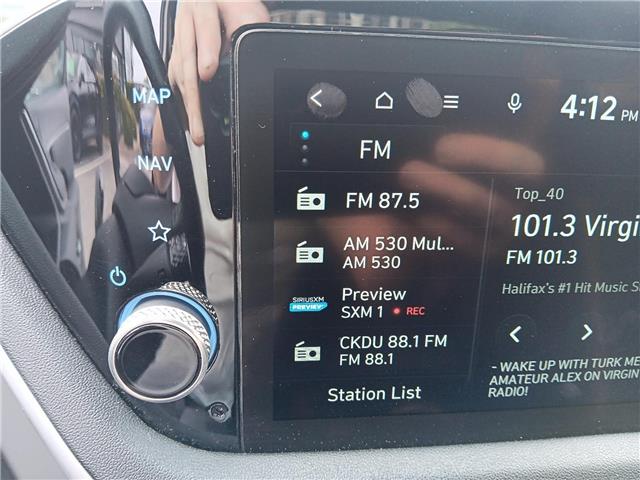 MAP
NAV
4:12 PM
FM
FM 87.5
AM 530 Mul...
AM 530
SIRIUSXM
PREVIEW
Preview
SXM 1 REC
CKDU 88.1 FM
FM 88.1
Station List
Top_40
101.3 Virgin
FM 101.3
Halifax's #1 Hit Music S
- WAKE UP WITH TURK ME
AMATEUR ALEX ON VIRGIN
RADIO!